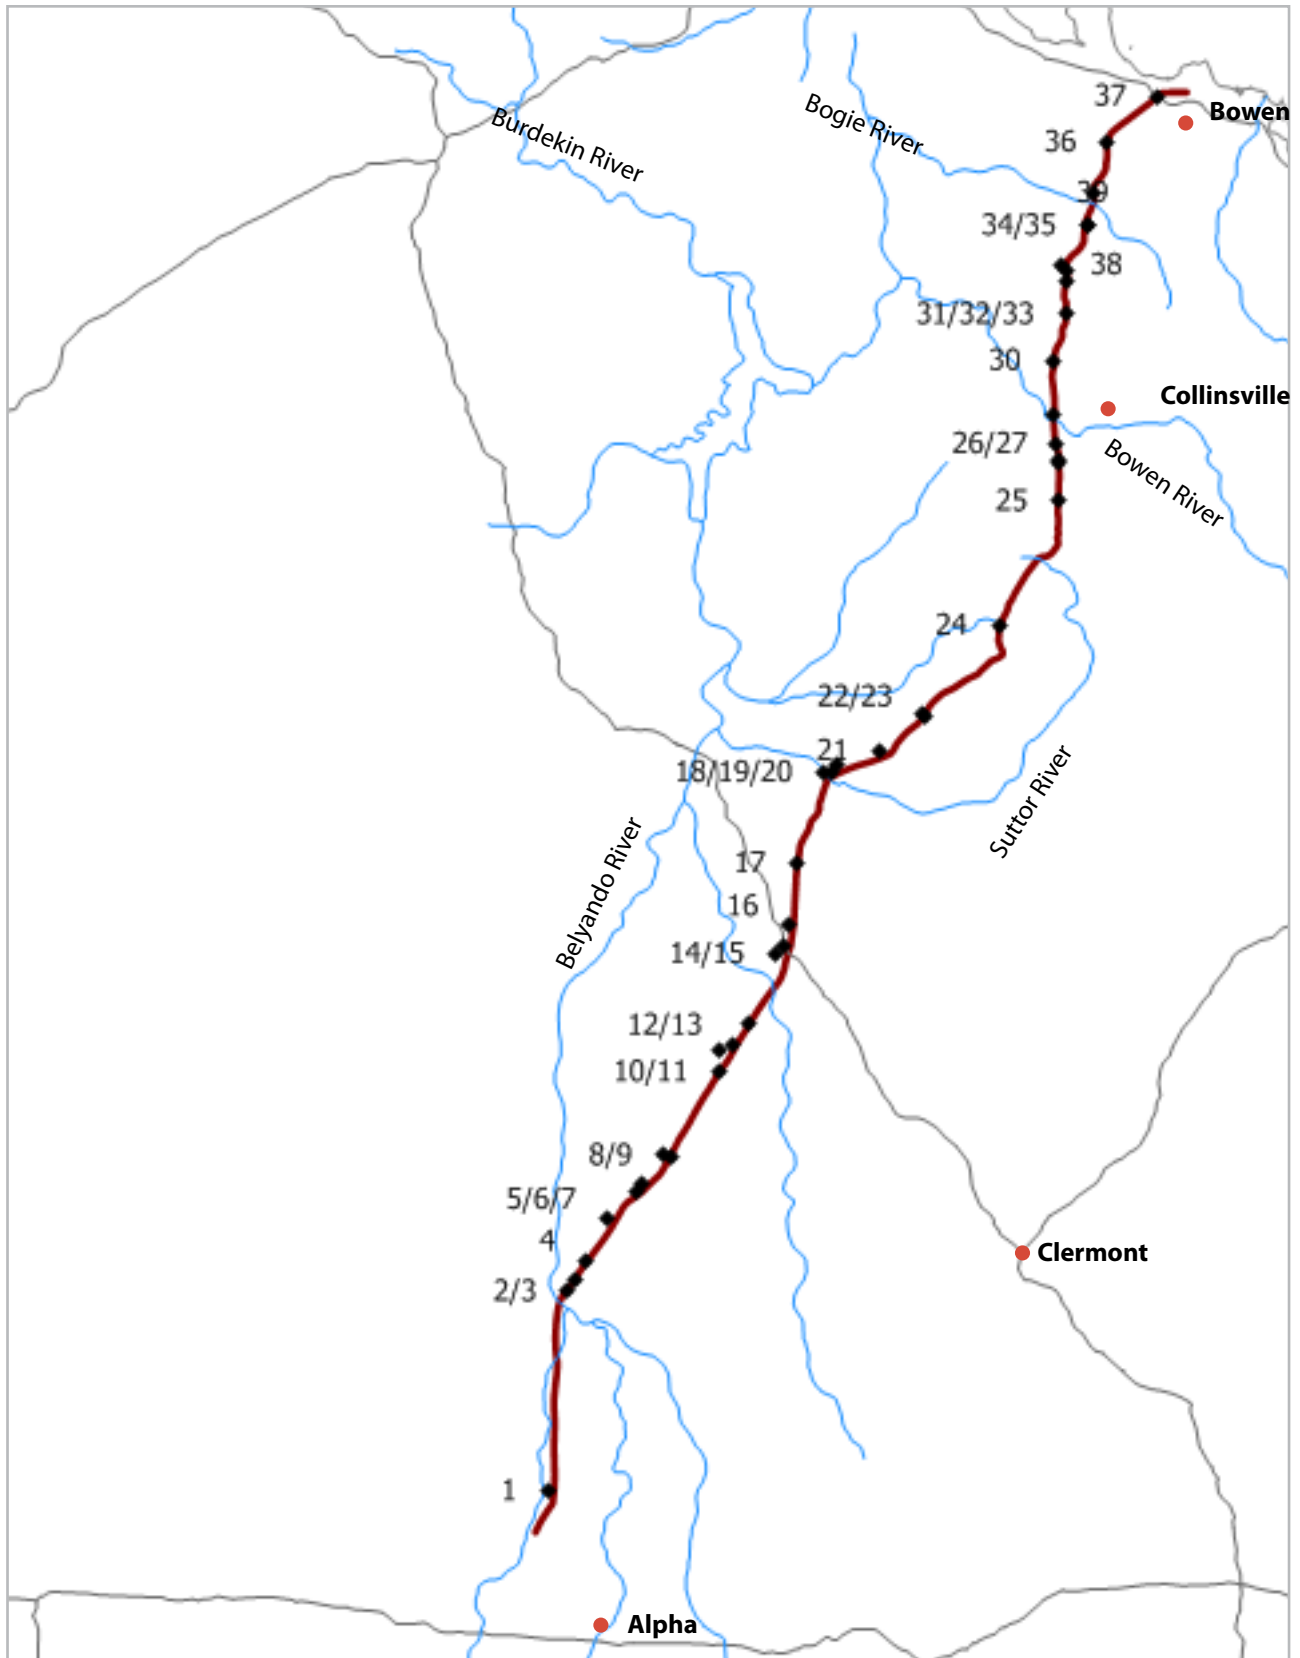 37
Bowen
Bogie River
Burdekin River
36
39
34/35
38
31/32/33
30
Collinsville
26/27
Bowen River
25
24
22/23
21
18/19/20
Suttor River
Belyando River
17
16
14/15
12/13
10/11
8/9
5/6/7
4
Clermont
2/3
1
Alpha